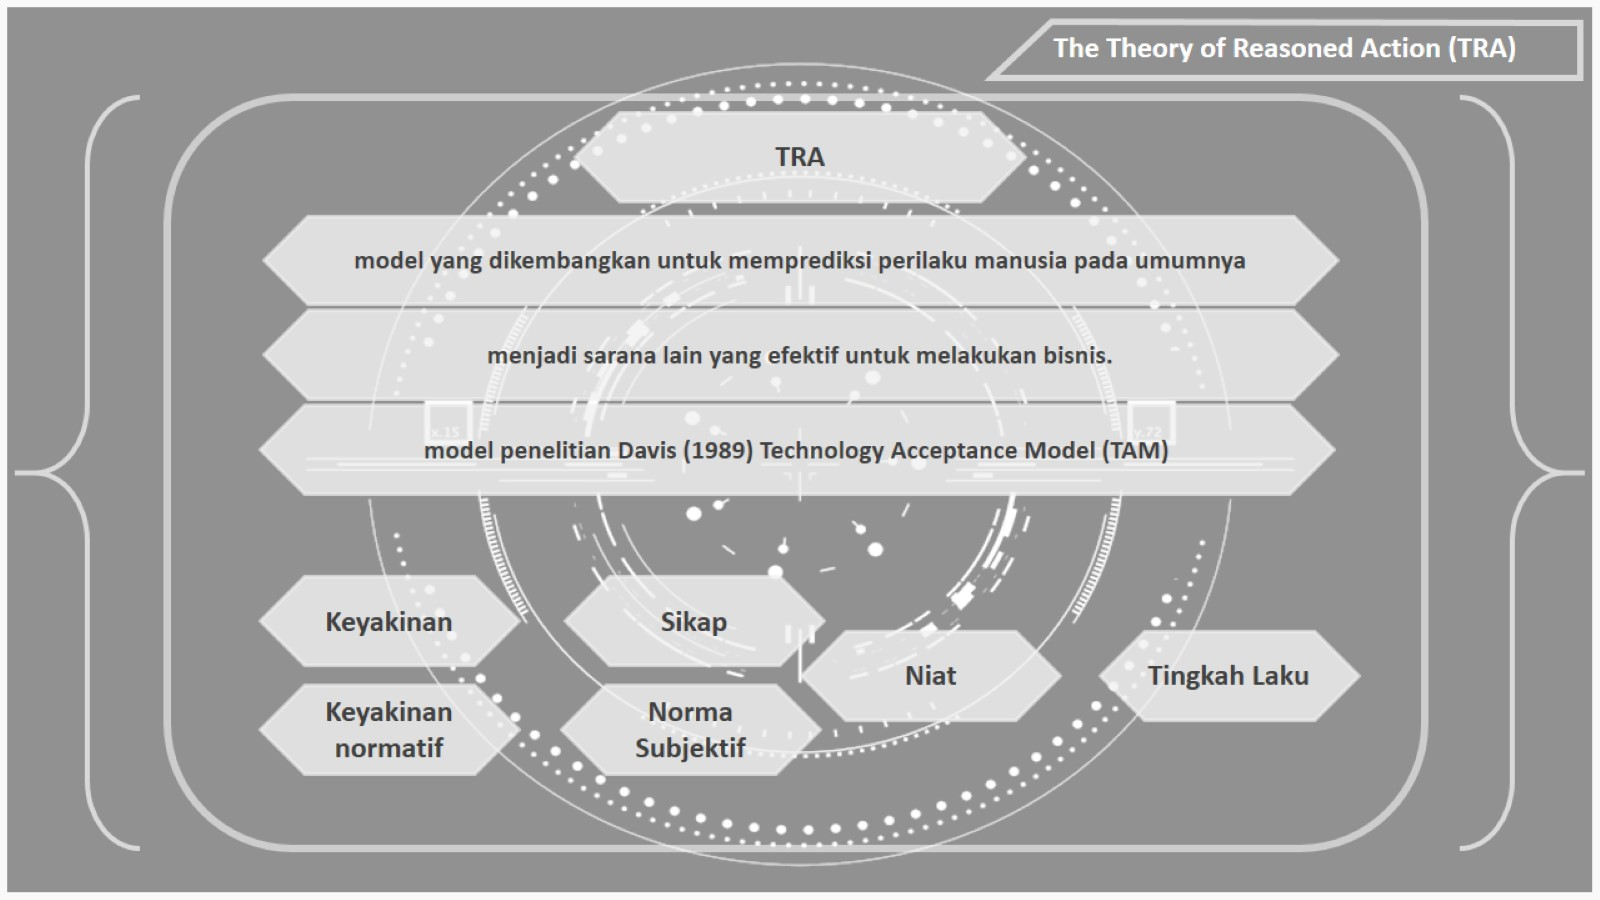 The Theory of Reasoned Action (TRA)
TRA
model yang dikembangkan untuk memprediksi perilaku manusia pada umumnya
menjadi sarana lain yang efektif untuk melakukan bisnis.
x.15
y.72
model penelitian Davis (1989) Technology Acceptance Model (TAM)
Keyakinan
Sikap
Niat
Tingkah Laku
Keyakinan
normatif
Norma
Subjektif